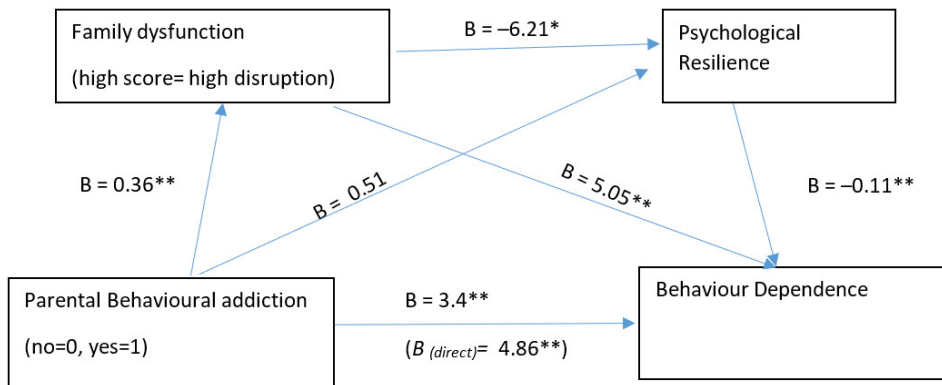 Family dysfunction
(high score= high disruption)
B = –6.21*
Psychological
Resilience
B = 0.36**
B = 0.51
B = 5.05**
B = –0.11**
Parental Behavioural addiction
(no=0, yes=1)
B = 3.4**
(B (direct)= 4.86**)
Behaviour Dependence